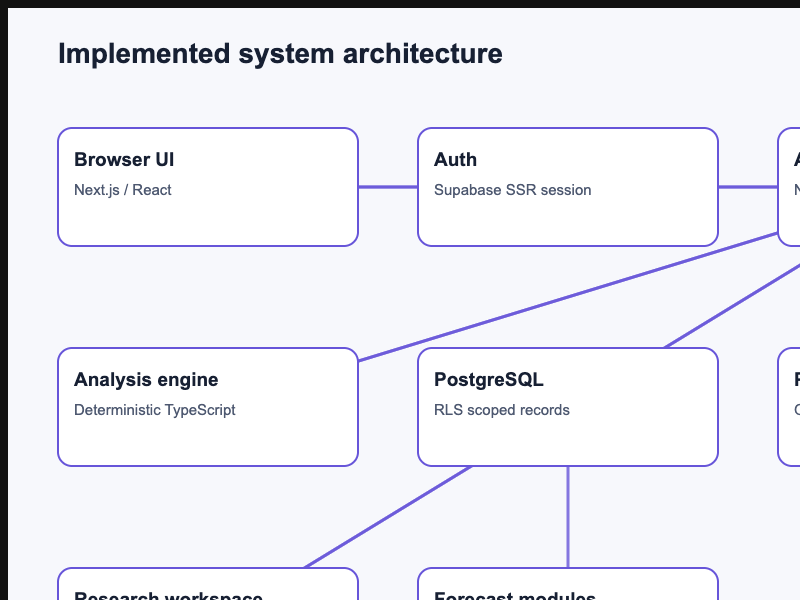 Implemented system architecture
Browser UI
Next.js / React
Auth
Supabase SSR session
Analysis engine
Deterministic TypeScript
PostgreSQL
RLS scoped records
Research workspace
Forecast modules